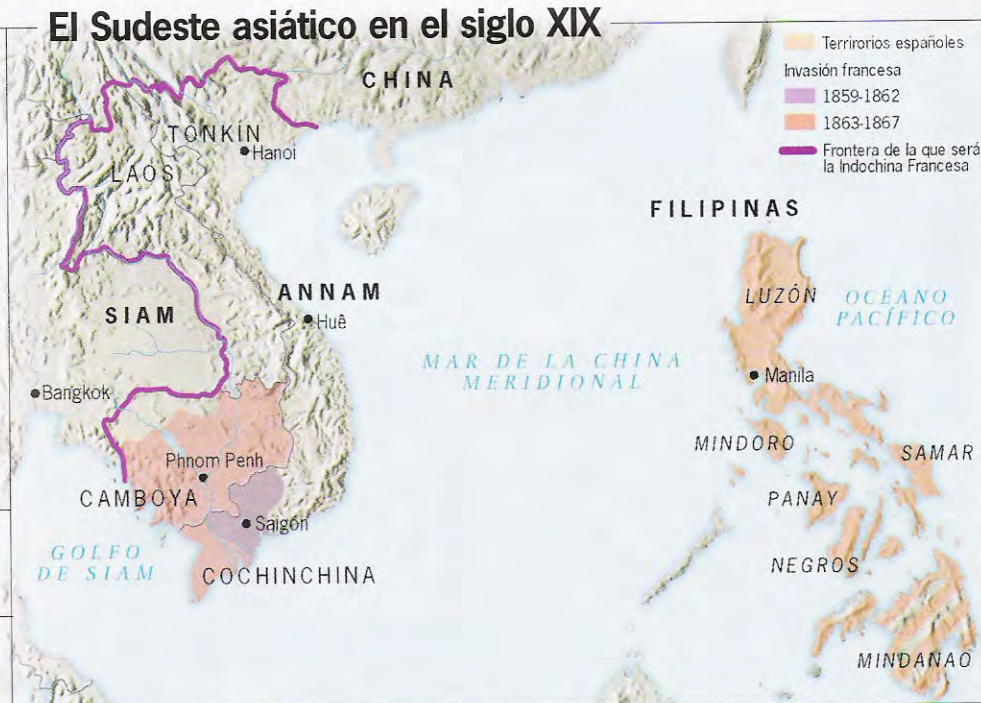 El Sudeste asiático en el siglo XIX
Terrirorios españoles
Invasión francesa
1859-1862
1863-1867
Frontera de la que será
la Indochina Francesa
CHINA
TONKÍN
Hanoi
LAOS
FILIPINAS
ANNAM
Huê
SIAM
LUZÓN
OCEANO
PACÍFICO
MAR DE LA CHINA
MERIDIONAL
Bangkok
Manila
MINDORO
SAMAR
Phnom Penh
CAMBOYA
PANAY
Saigón
GOLFO
DE SIAM
COCHINCHINA
NEGROS
MINDANAO